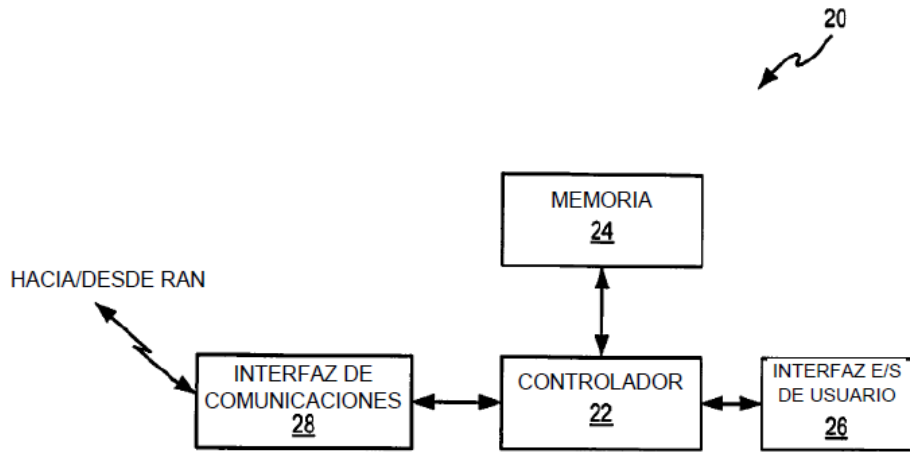 20
MEMORIA
24
HACIA/DESDE RAN
INTERFAZ DE
COMUNICACIONES
28
CONTROLADOR
22
INTERFAZ E/S
DE USUARIO
26